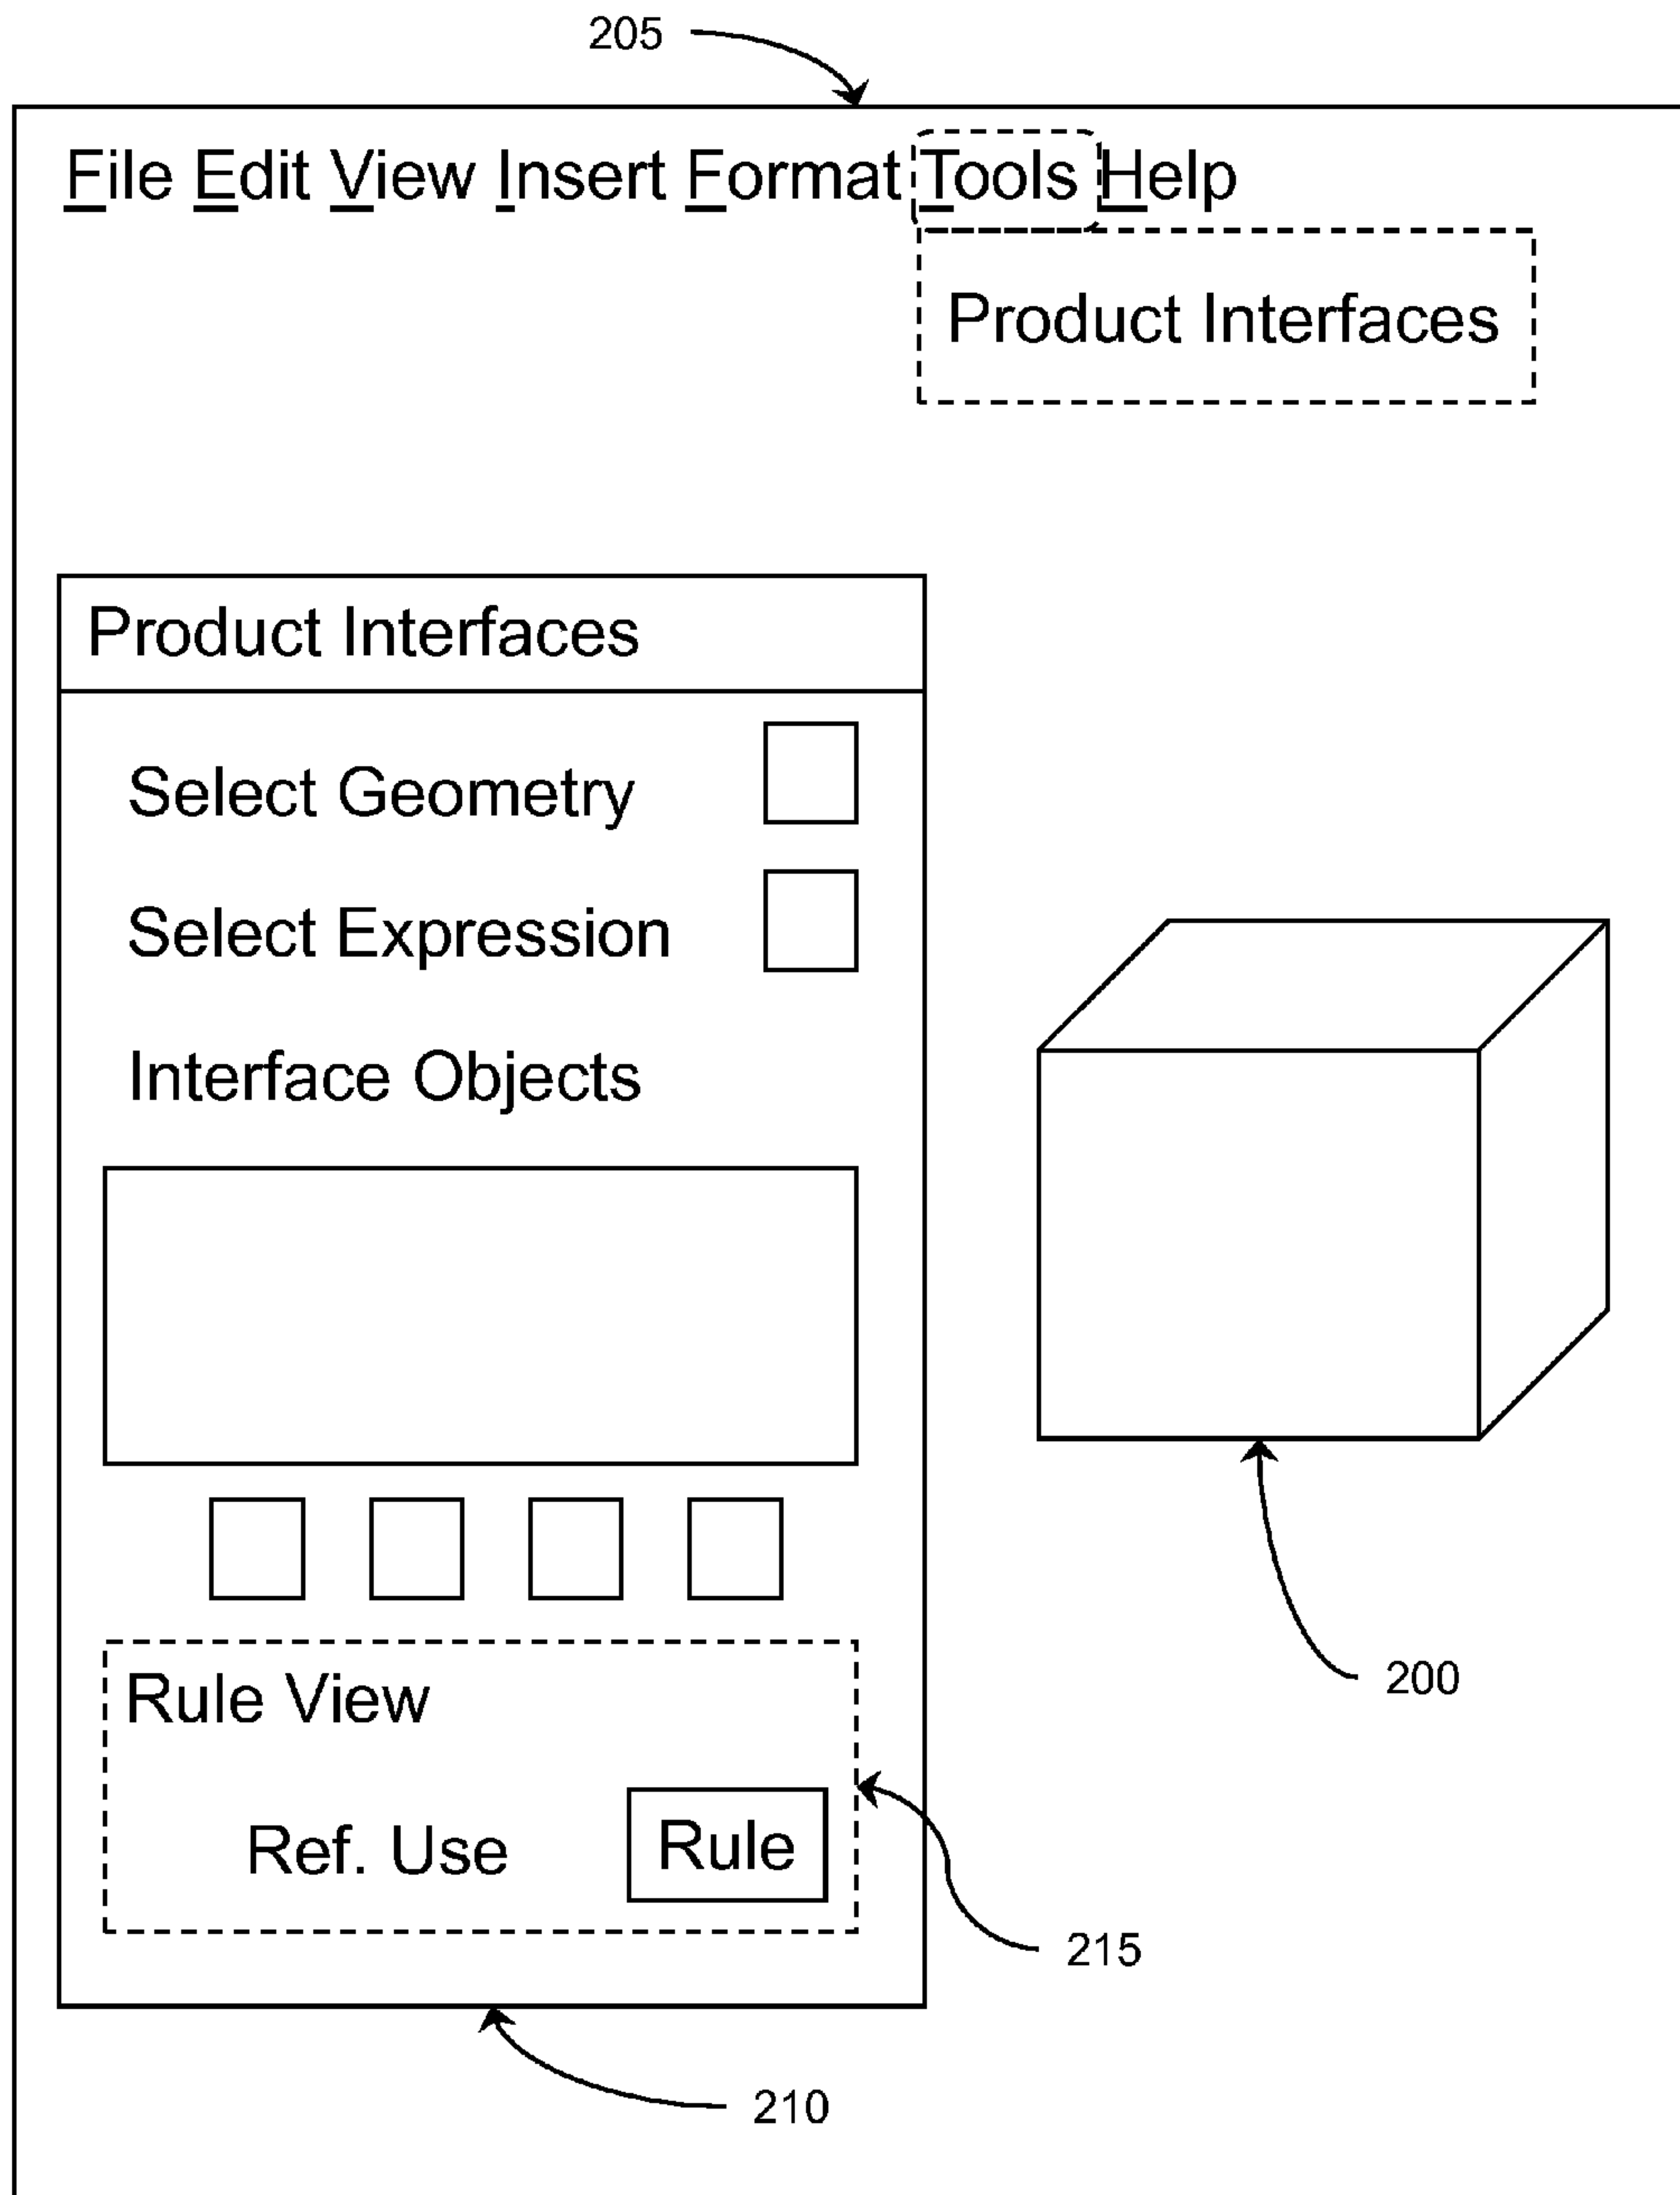 205
File Edit View Insert Format Tools Help
Product Interfaces
Product Interfaces
Select Geometry
Select Expression
Interface Objects
Rule View
Ref. Use Rule
200
215
210